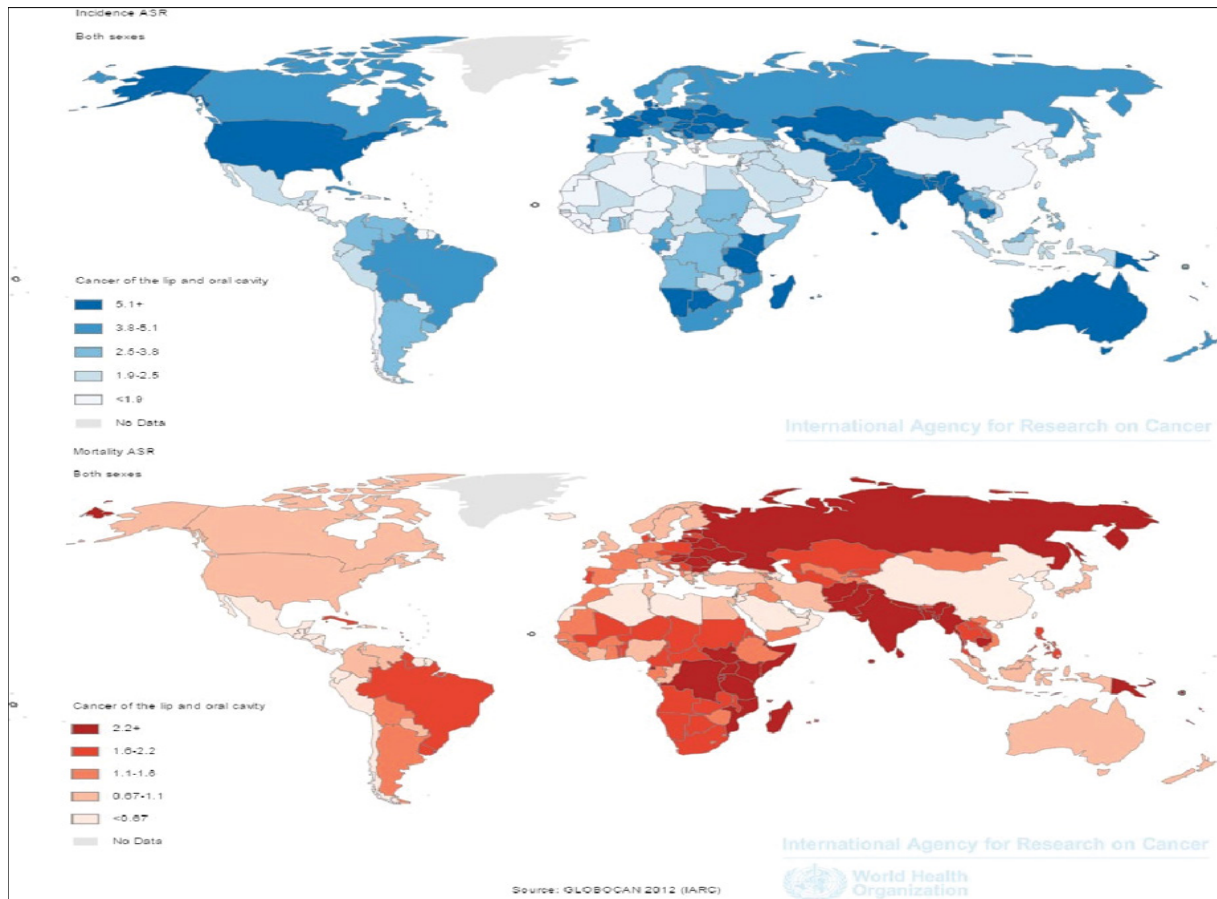 Incidence ASR
Both sexes
Cancer of the lip and oral cavity
5.1+
3.8-5.1
2.5-3.8
1.9-2.5
<1.9
No Data
International Agency for Research on Cancer
Mortality ASR
Both sexes
Cancer of the lip and oral cavity
2.2+
1.6-2.2
1.1-1.6
0.67-1.1
<0.67
No Data
International Agency for Research on Cancer
World Health
Organization
Source: GLOBOCAN 2012 (IARC)